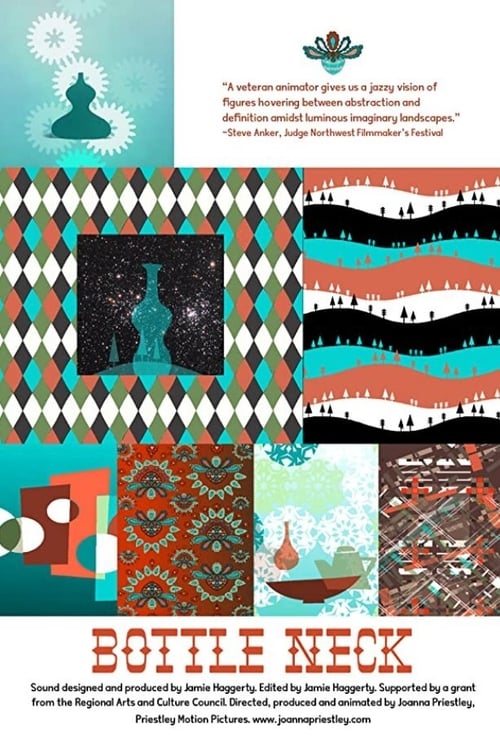 “A veteran animator gives us a jazzy vision of
figures hovering between abstraction and
definition amidst luminous imaginary landscapes.”
~Steve Anker, Judge Northwest Filmmaker's Festival
BOTTLE NECK
Sound designed and produced by Jamie Haggerty. Edited by Jamie Haggerty. Supported by a grant
from the Regional Arts and Culture Council. Directed, produced and animated by Joanna Priestley,
Priestley Motion Pictures. www.joannapriestley.com